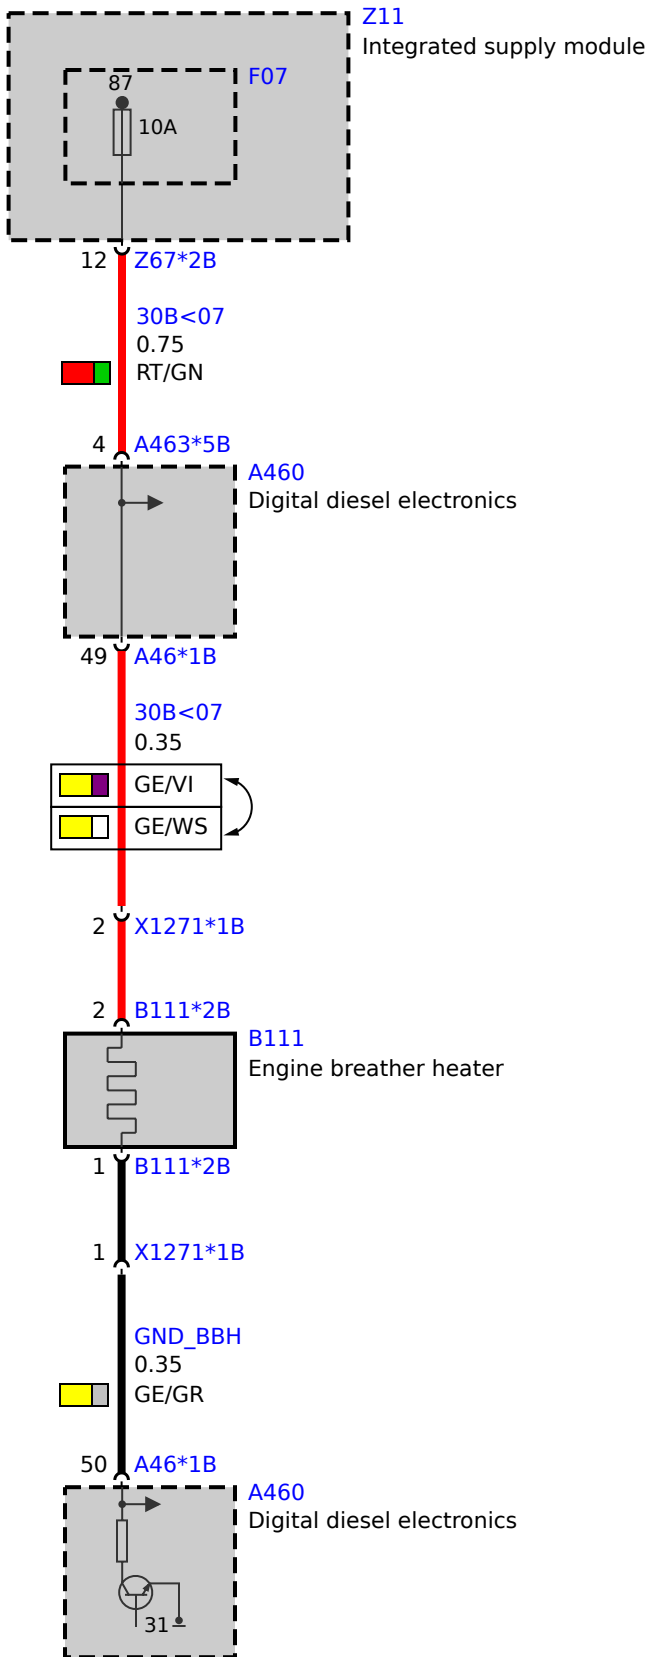 Z11
Integrated supply module
87
F07
10A
12 Z67*2B
30B<07
0.75
RT/GN
4 A463*5B
A460
Digital diesel electronics
49 A46*1B
30B<07
0.35
GE/VI
GE/WS
2 X1271*1B
2 B111*2B
B111
Engine breather heater
1 B111*2B
1 X1271*1B
GND_BBH
0.35
GE/GR
50 A46*1B
A460
Digital diesel electronics
31